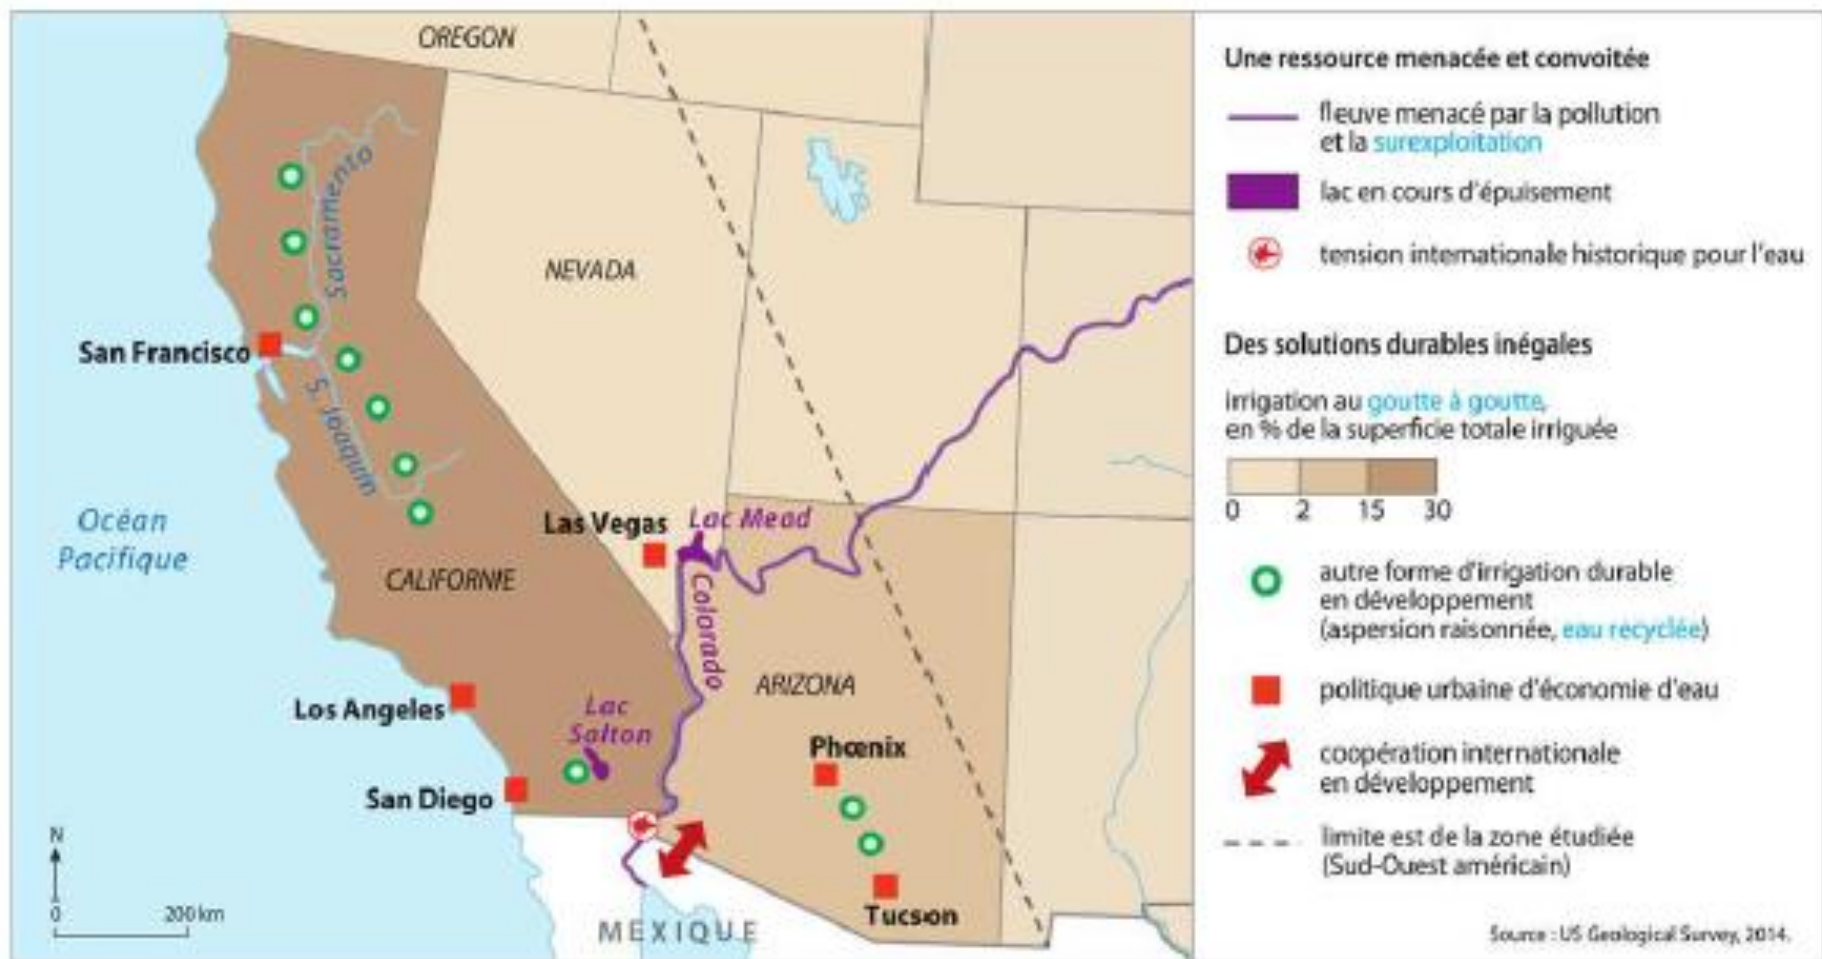 OREGON
Sacramento
NEVADA
San Francisco
S. Joaquin
Océan
Pacifique
Las Vegas
Lac Mead
CALIFORNIE
Colorado
ARIZONA
Los Angeles
Lac
Salton
Phœnix
San Diego
Tucson
MEXIQUE
N
0
200 km
Une ressource menacée et convoitée
fleuve menacé par la pollution
et la surexploitation
lac en cours d'épuisement
tension internationale historique pour l'eau
Des solutions durables inégales
irrigation au goutte à goutte,
en % de la superficie totale irriguée
0 2 15 30
autre forme d'irrigation durable
en développement
(aspersion raisonnée, eau recyclée)
politique urbaine d'économie d'eau
coopération internationale
en développement
limite est de la zone étudiée
(Sud-Ouest américain)
Source : US Geological Survey, 2014.